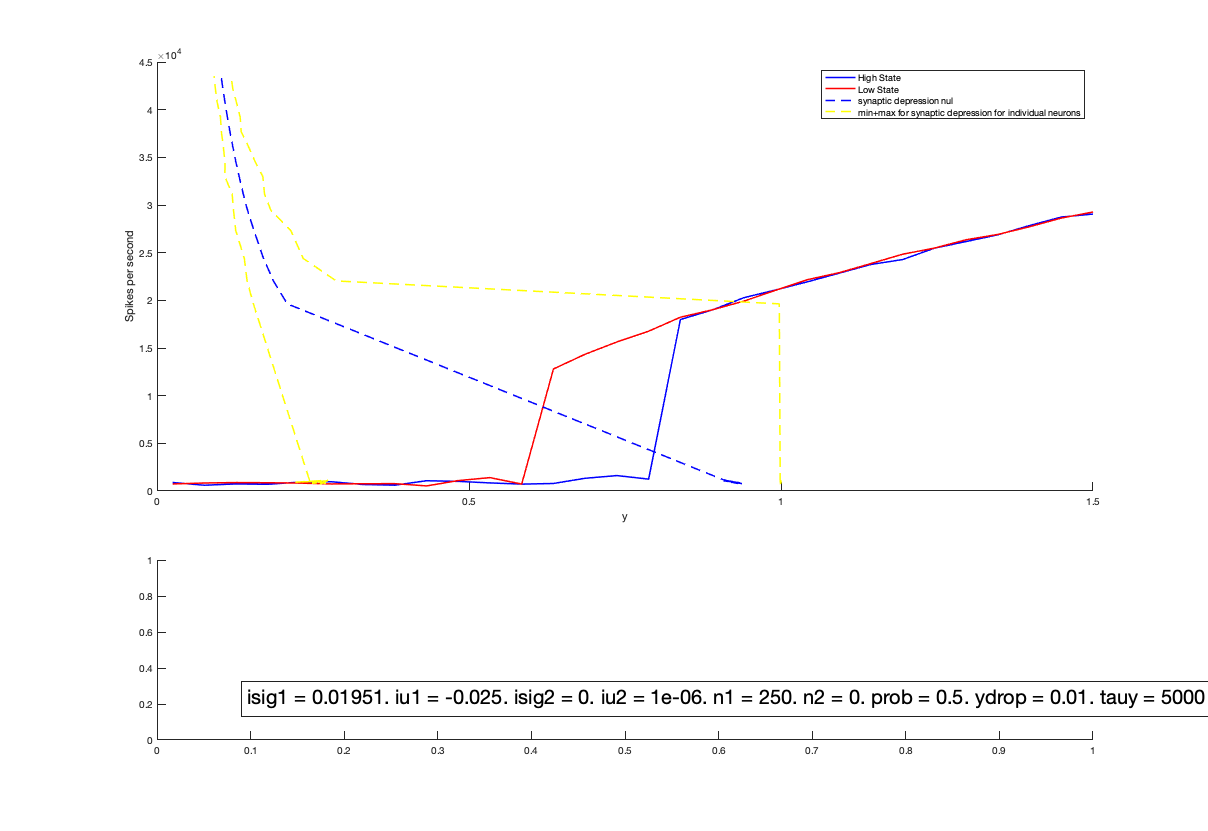 ×10⁴
4.5
4
3.5
3
2.5
2
1.5
1
0.5
0
Spikes per second
High State
Low State
synaptic depression nul
min+max for synaptic depression for individual neurons
0 0.5 1 1.5
y
1
0.8
0.6
0.4
0.2
0
isig1 = 0.01951. iu1 = -0.025. isig2 = 0. iu2 = 1e-06. n1 = 250. n2 = 0. prob = 0.5. ydrop = 0.01. tauy = 5000
0 0.1 0.2 0.3 0.4 0.5 0.6 0.7 0.8 0.9 1